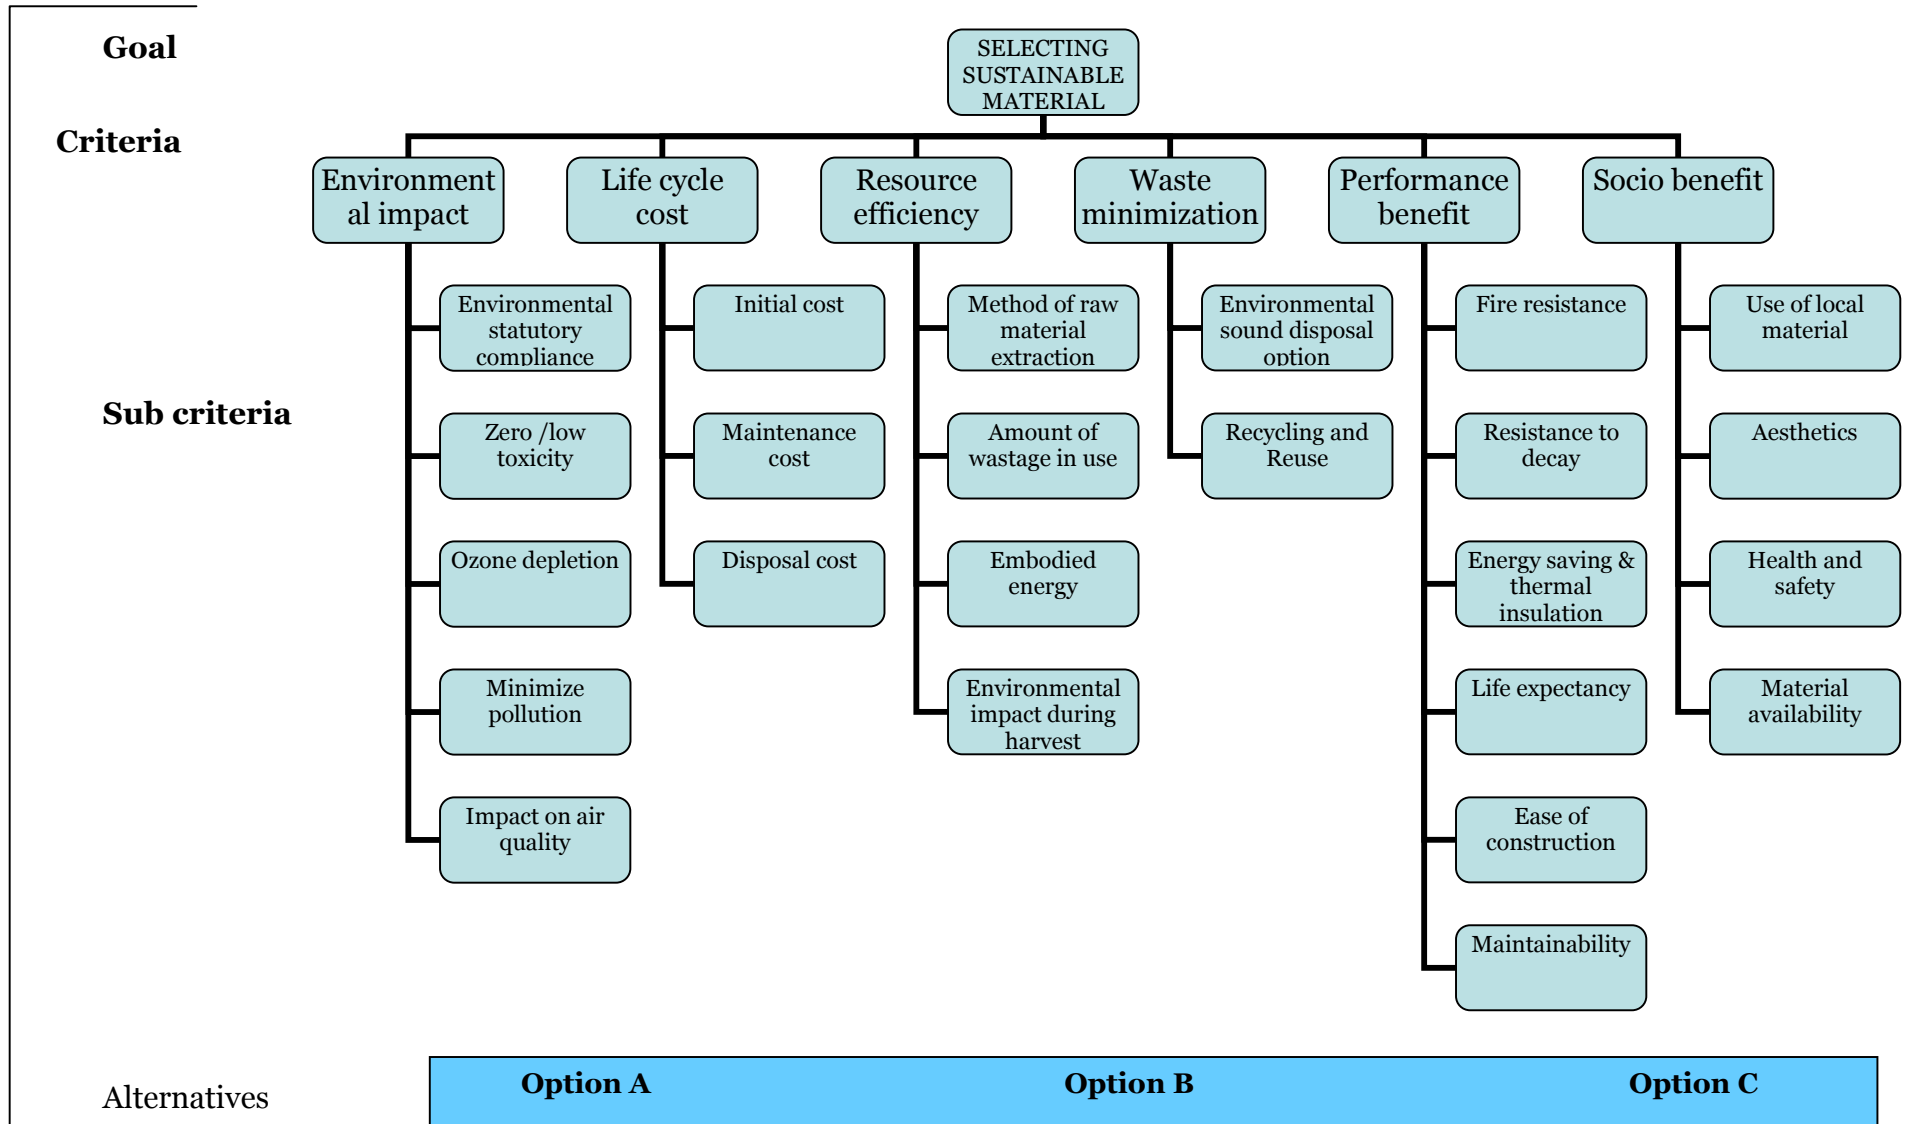 Goal
SELECTING
SUSTAINABLE
MATERIAL
Criteria
Environment
al impact
Life cycle
cost
Resource
efficiency
Waste
minimization
Performance
benefit
Socio benefit
Sub criteria
Environmental
statutory
compliance
Zero /low
toxicity
Ozone depletion
Minimize
pollution
Impact on air
quality
Initial cost
Maintenance
cost
Disposal cost
Method of raw
material
extraction
Amount of
wastage in use
Embodied
energy
Environmental
impact during
harvest
Environmental
sound disposal
option
Recycling and
Reuse
Fire resistance
Resistance to
decay
Energy saving &
thermal
insulation
Life expectancy
Ease of
construction
Maintainability
Use of local
material
Aesthetics
Health and
safety
Material
availability
Alternatives
Option A
Option B
Option C